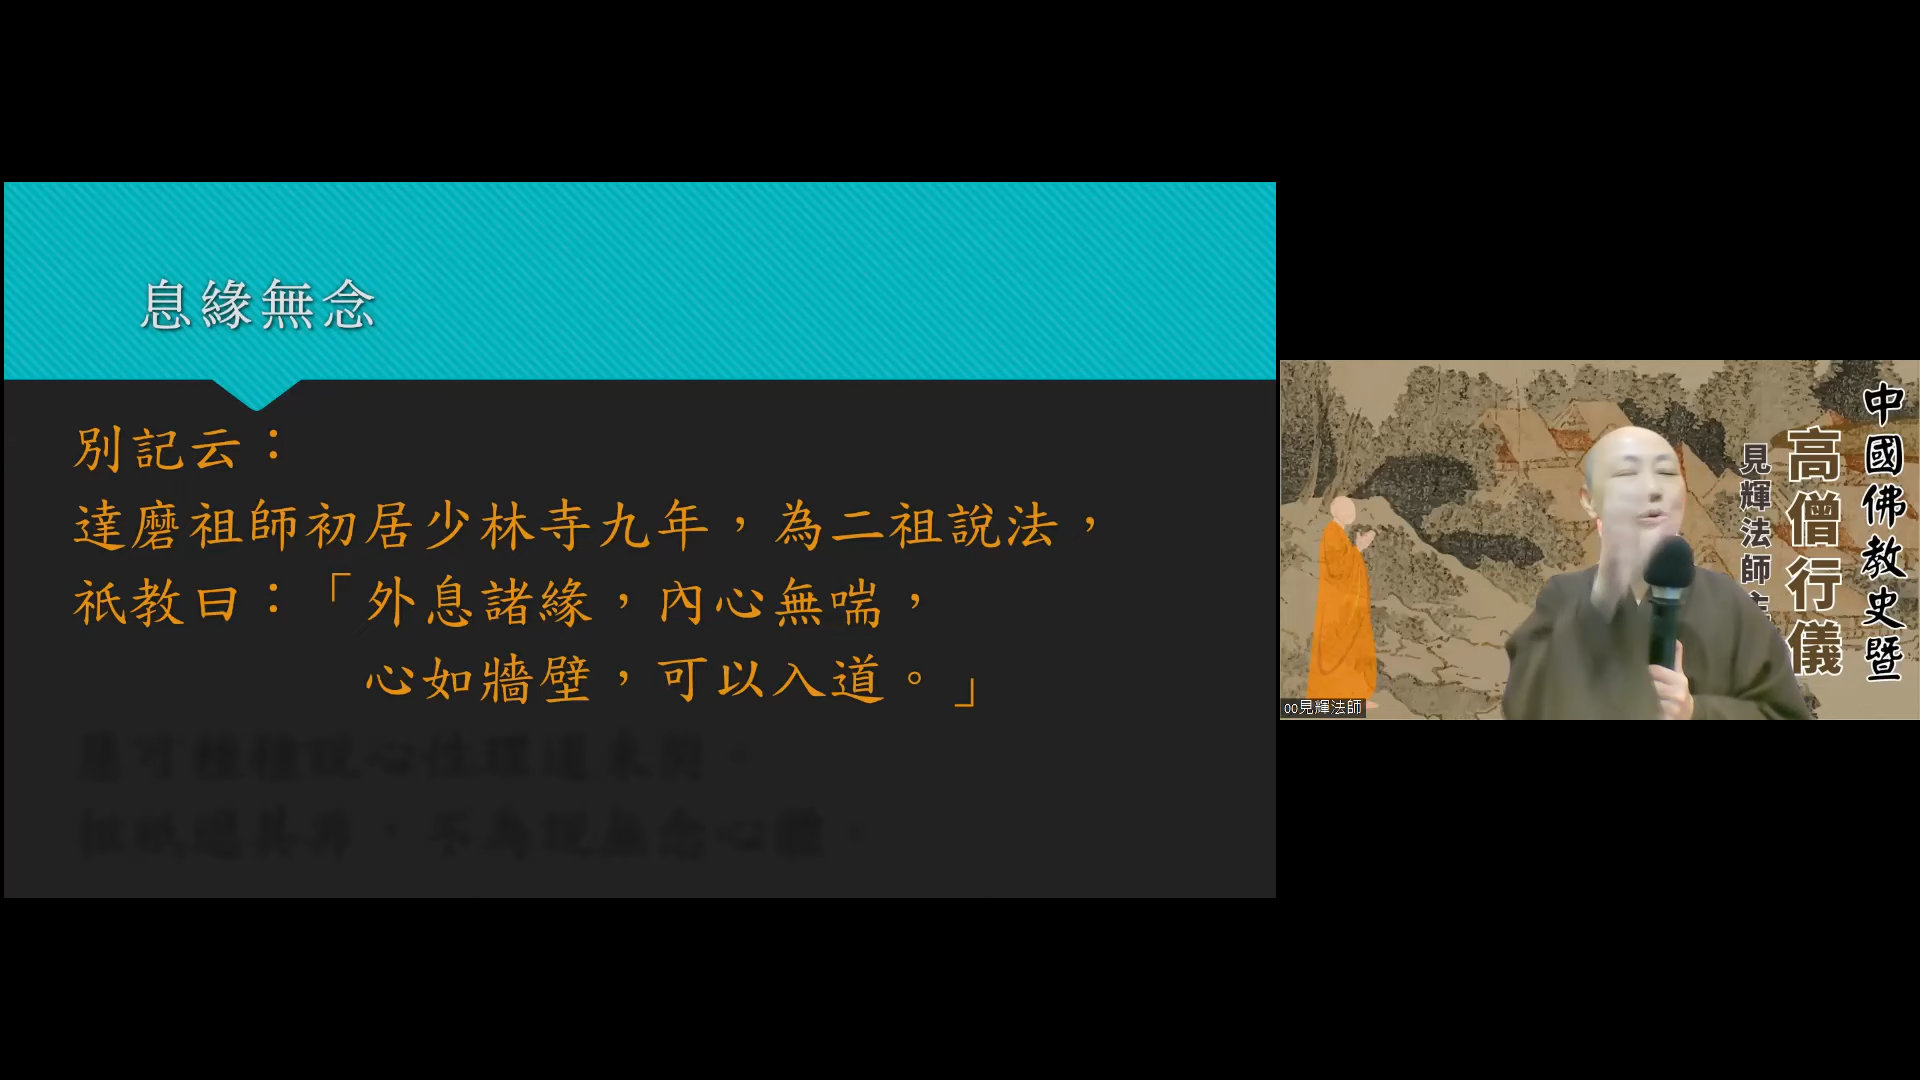 息緣無念
別記云：
達磨祖師初居少林寺九年，為二祖說法，
祇教曰：「外息諸緣，內心無喘，
心如牆壁，可以入道。」
中國佛教史暨
高僧行儀
見輝法師
oo見輝法師